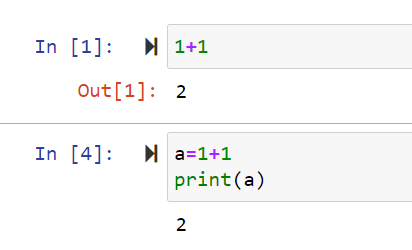 In [1]: 1+1
Out[1]: 2
In [4]: a=1+1
print(a)
2